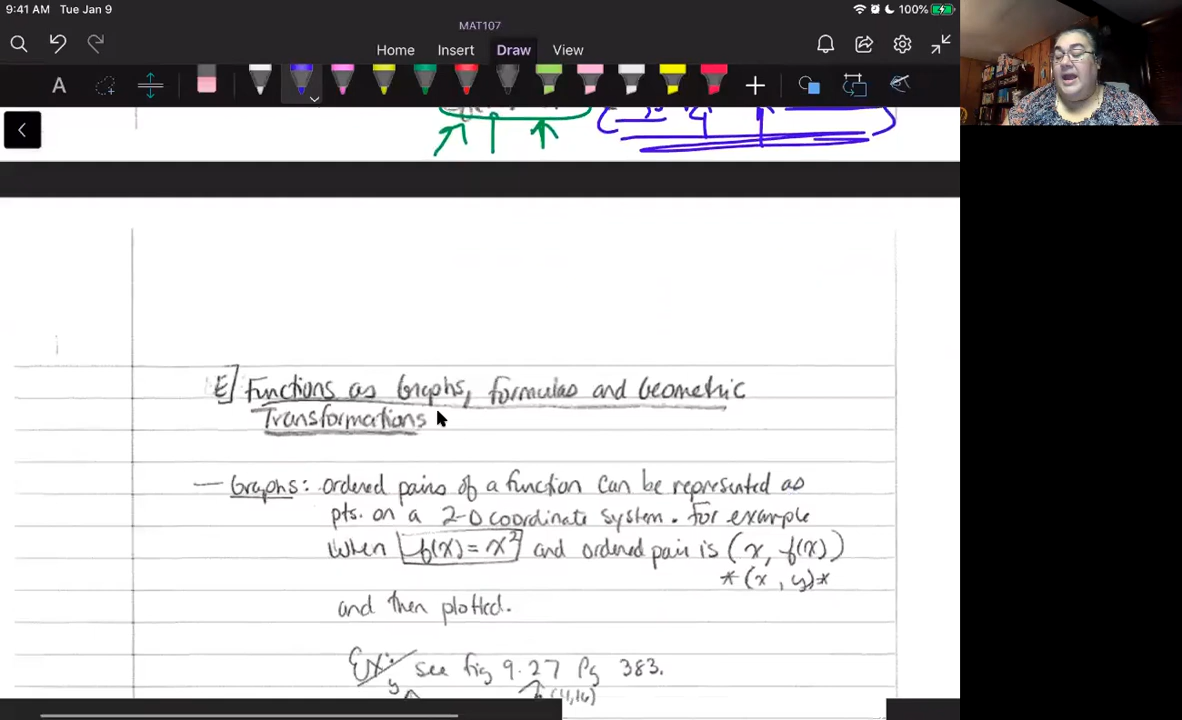 9:41 AM Tue Jan 9
100%
MAT107
Home Insert Draw View
E] Functions as Graphs, formulas and Geometric
Transformations
— Graphs: ordered pairs of a function can be represented as
pts. on a 2-D coordinate system. For example
When f(x) = x² and ordered pair is (x, f(x))
*(x, y)*
and then plotted.
Ex: see fig 9.27 Pg 383.
y (4,16)